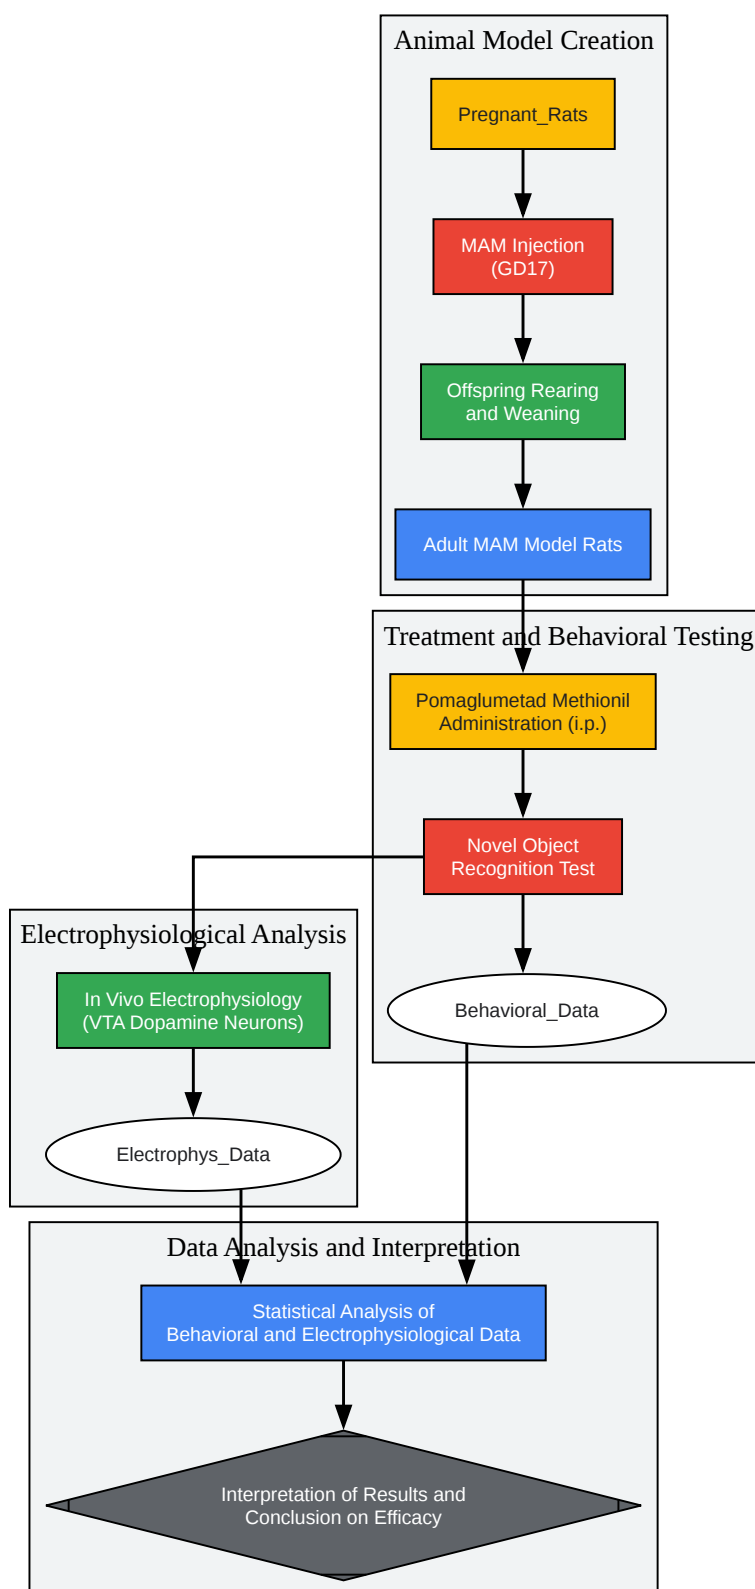 Animal Model Creation
Pregnant_Rats
MAM Injection
(GD17)
Offspring Rearing
and Weaning
Adult MAM Model Rats
Treatment and Behavioral Testing
Pomaglumetad Methionil
Administration (i.p.)
Novel Object
Recognition Test
Behavioral_Data
Electrophysiological Analysis
In Vivo Electrophysiology
(VTA Dopamine Neurons)
Electrophys_Data
Data Analysis and Interpretation
Statistical Analysis of
Behavioral and Electrophysiological Data
Interpretation of Results and
Conclusion on Efficacy